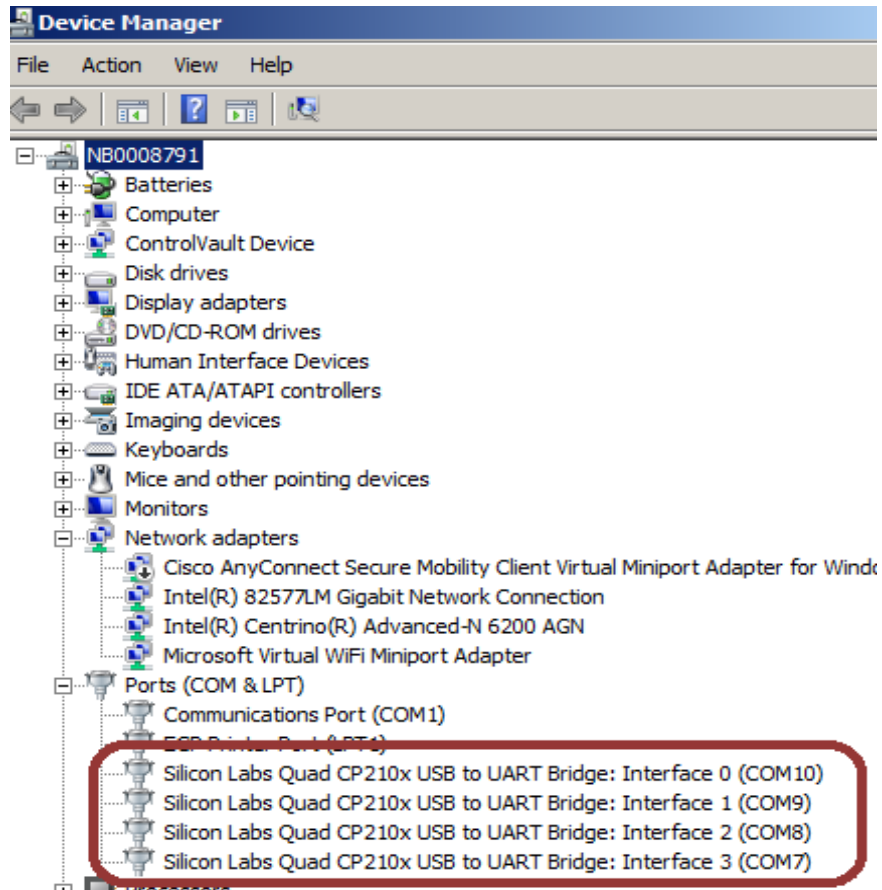 Device Manager
File Action View Help
NB0008791
Batteries
Computer
ControlVault Device
Disk drives
Display adapters
DVD/CD-ROM drives
Human Interface Devices
IDE ATA/ATAPI controllers
Imaging devices
Keyboards
Mice and other pointing devices
Monitors
Network adapters
Cisco AnyConnect Secure Mobility Client Virtual Miniport Adapter for Windo
Intel(R) 82577LM Gigabit Network Connection
Intel(R) Centrino(R) Advanced-N 6200 AGN
Microsoft Virtual WiFi Miniport Adapter
Ports (COM & LPT)
Communications Port (COM1)
ECP Printer Port (LPT1)
Silicon Labs Quad CP210x USB to UART Bridge: Interface 0 (COM10)
Silicon Labs Quad CP210x USB to UART Bridge: Interface 1 (COM9)
Silicon Labs Quad CP210x USB to UART Bridge: Interface 2 (COM8)
Silicon Labs Quad CP210x USB to UART Bridge: Interface 3 (COM7)
Processors